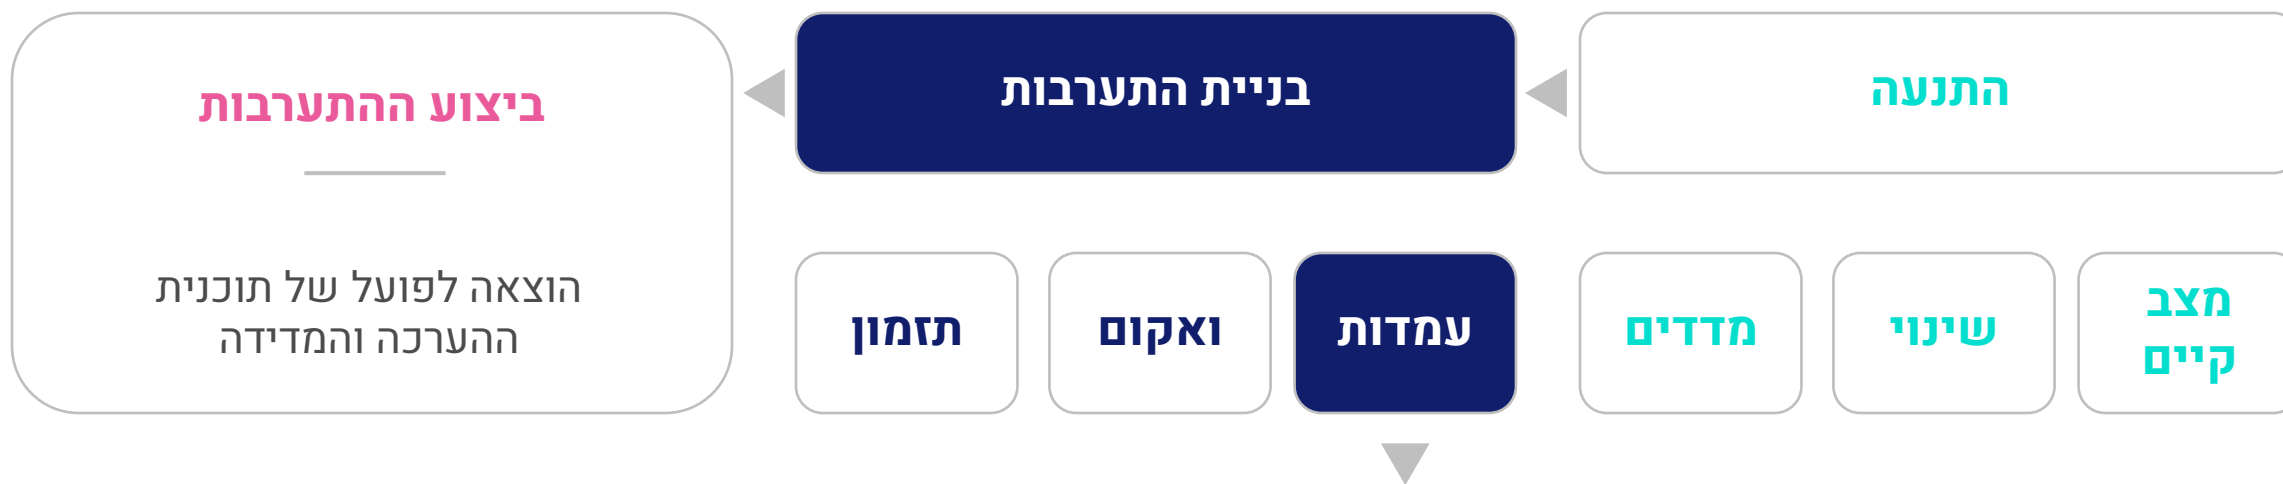 התנעה
בניית התערבות
ביצוע ההתערבות
הוצאה לפועל של תוכנית
ההערכה והמדידה
מצב
קיים
שינוי
מדדים
עמדות
ואקום
תזמון